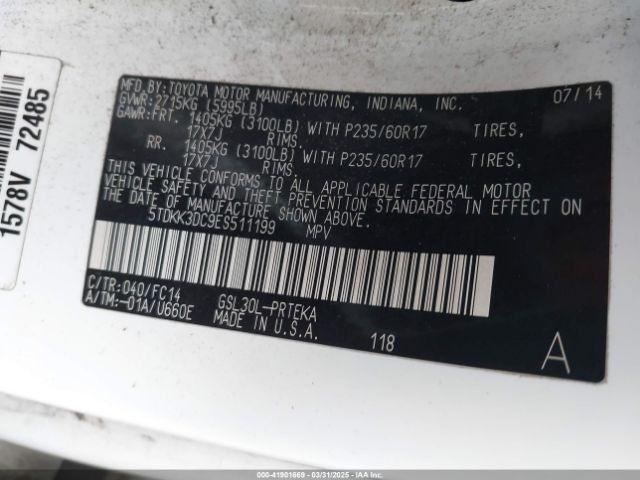 MFD.BY: TOYOTA MOTOR MANUFACTURING, INDIANA, INC. 07/14
GVWR: 2715KG (5995LB)
GAWR: FRT. 1405KG (3100LB) WITH P235/60R17 TIRES,
17X7J RIMS.
RR. 1405KG (3100LB) WITH P235/60R17 TIRES,
17X7J RIMS.
THIS VEHICLE CONFORMS TO ALL APPLICABLE FEDERAL MOTOR
VEHICLE SAFETY AND THEFT PREVENTION STANDARDS IN EFFECT ON
THE DATE OF MANUFACTURE SHOWN ABOVE.
5TDKK3DC9ES511199 MPV
C/TR: 040/FC14 GSL30L-PRTEKA
A/TM: -01A/U660E MADE IN U.S.A.
118 A
1578V 72485
000-41901669 - 03/31/2025 - IAAI.COM